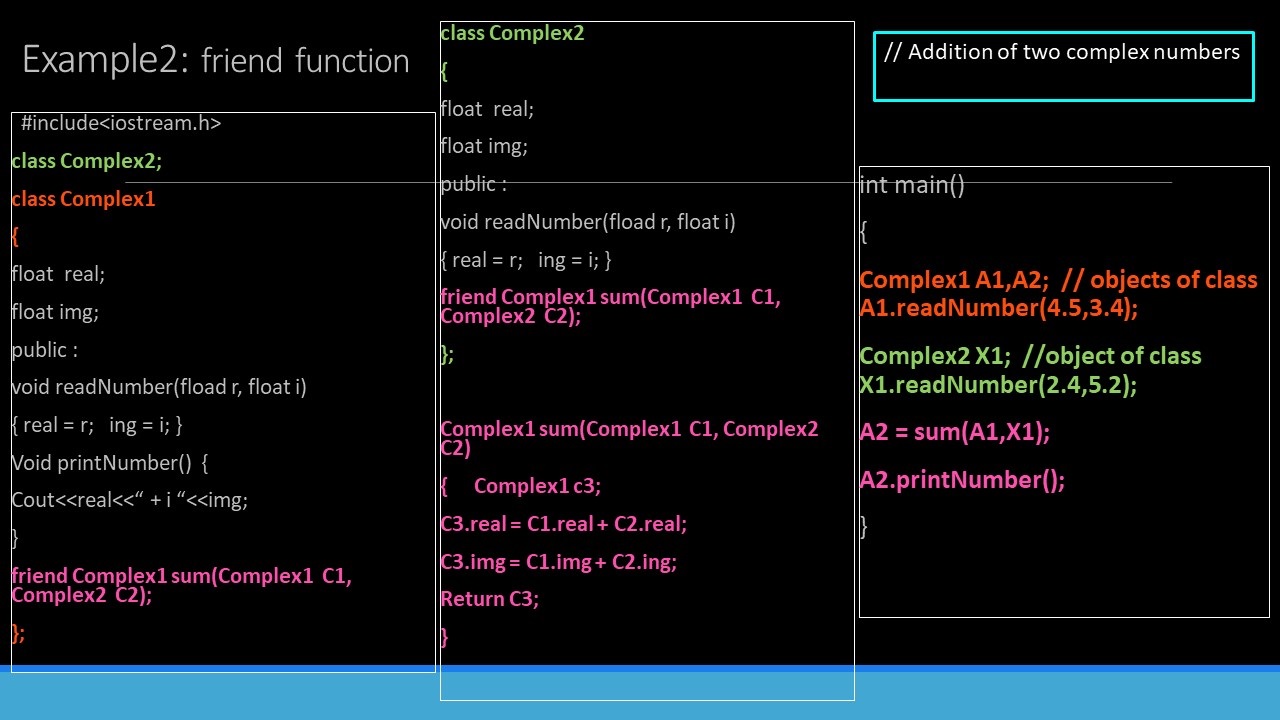 Example2: friend function
#include<iostream.h>
class Complex2;
class Complex1
{
float real;
float img;
public :
void readNumber(fload r, float i)
{ real = r; ing = i; }
Void printNumber() {
Cout<<real<<“ + i “<<img;
}
friend Complex1 sum(Complex1 C1,
Complex2 C2);
};
class Complex2
{
float real;
float img;
public :
void readNumber(fload r, float i)
{ real = r; ing = i; }
friend Complex1 sum(Complex1 C1,
Complex2 C2);
};
Complex1 sum(Complex1 C1, Complex2
C2)
{ Complex1 c3;
C3.real = C1.real + C2.real;
C3.img = C1.img + C2.ing;
Return C3;
}
// Addition of two complex numbers
int main()
{
Complex1 A1,A2; // objects of class
A1.readNumber(4.5,3.4);
Complex2 X1; //object of class
X1.readNumber(2.4,5.2);
A2 = sum(A1,X1);
A2.printNumber();
}